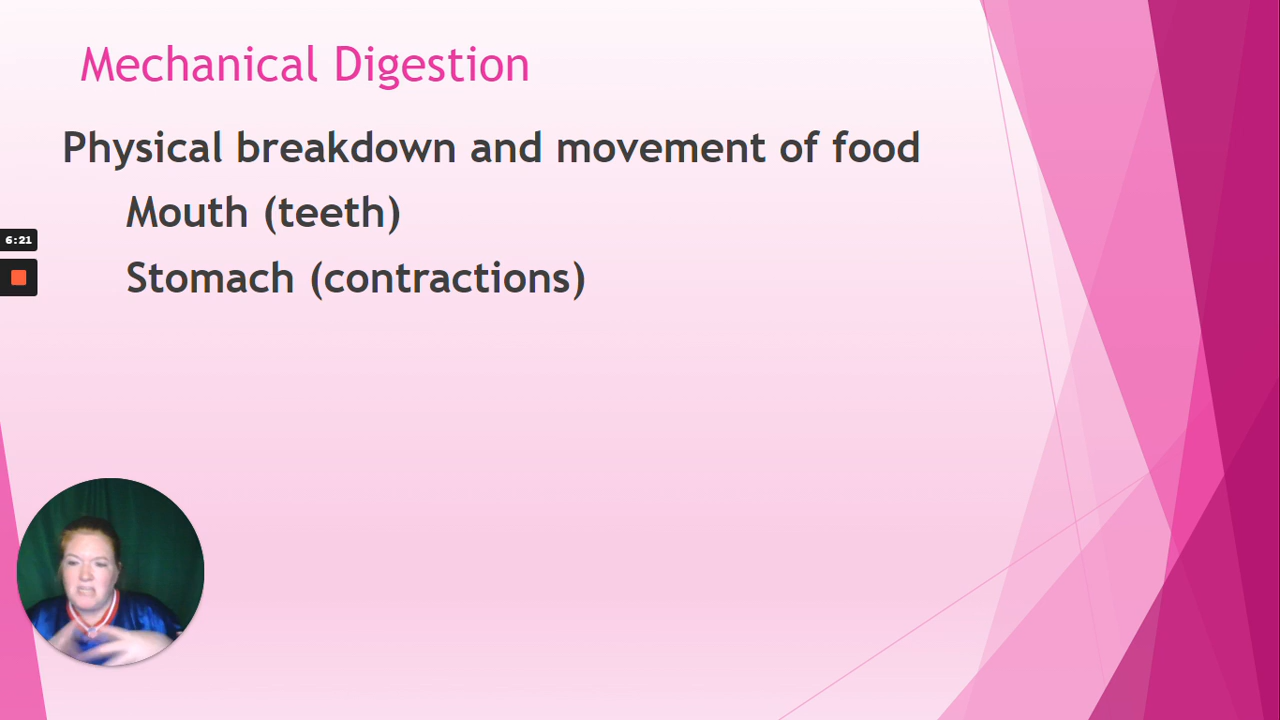 Mechanical Digestion
Physical breakdown and movement of food
Mouth (teeth)
Stomach (contractions)
6:21